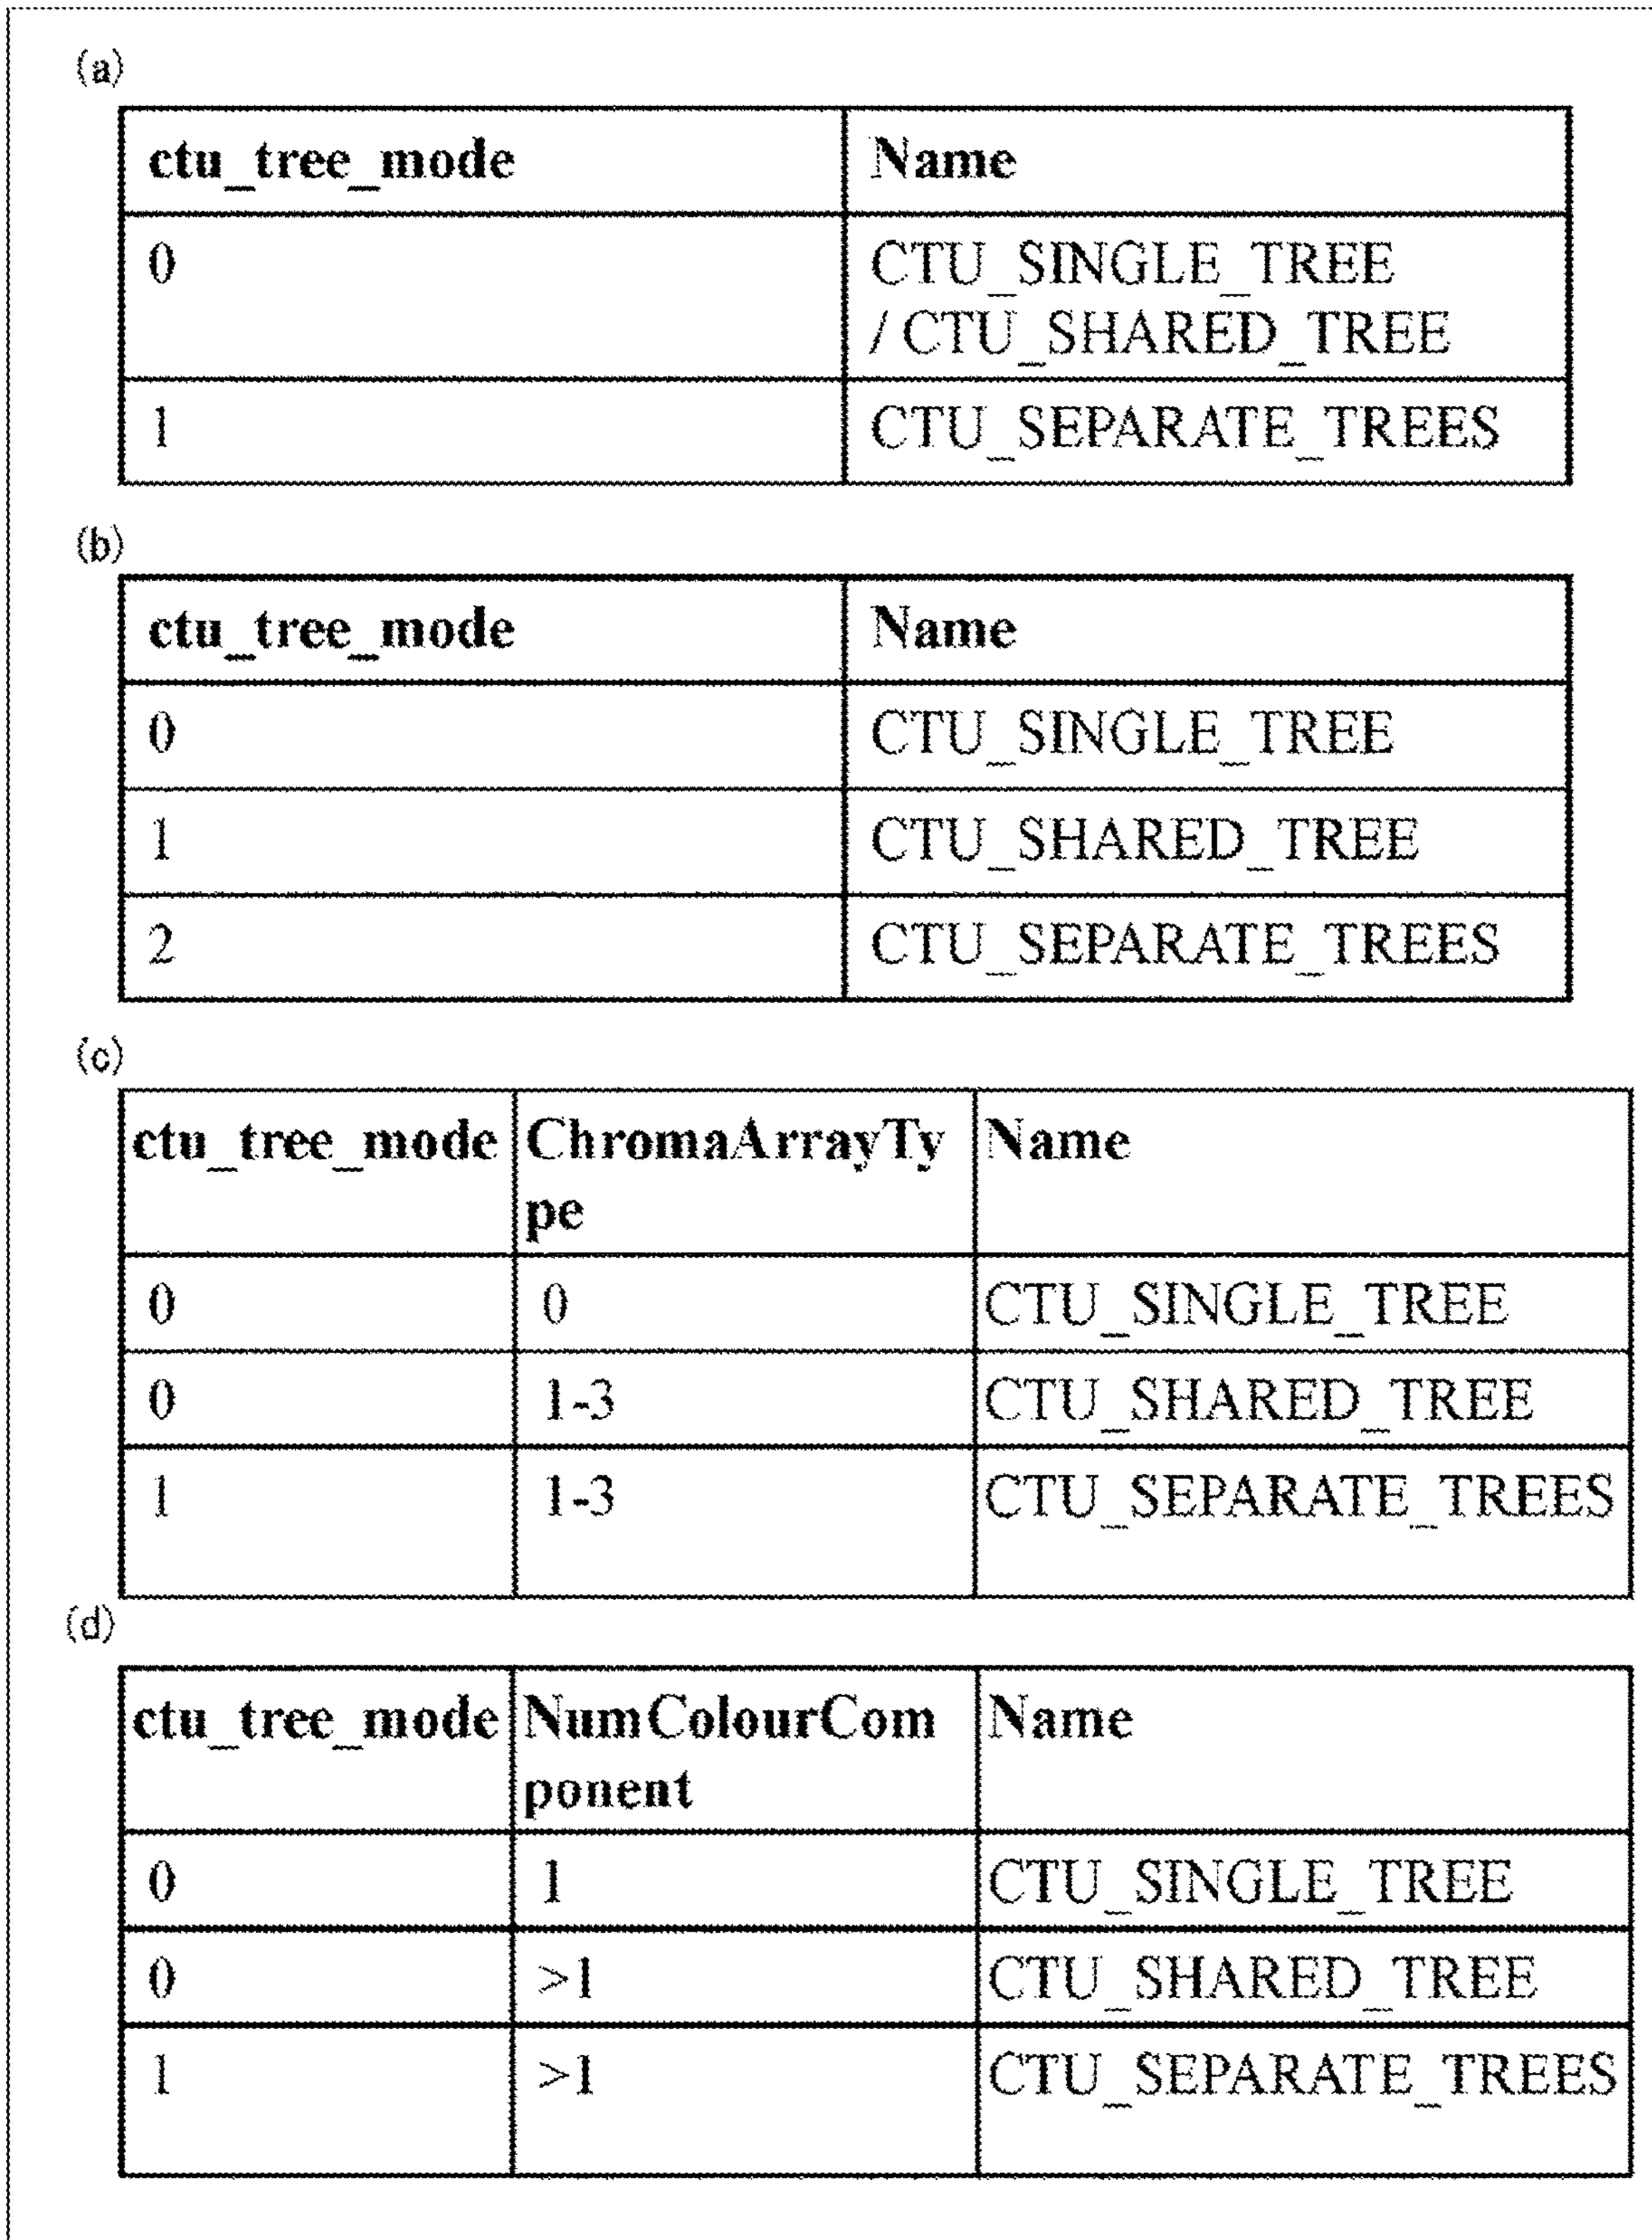 (a)
ctu_tree_mode Name
0 CTU_SINGLE_TREE
/ CTU_SHARED_TREE
1 CTU_SEPARATE_TREES
(b)
ctu_tree_mode Name
0 CTU_SINGLE_TREE
1 CTU_SHARED_TREE
2 CTU_SEPARATE_TREES
(c)
ctu_tree_mode ChromaArrayTy Name
pe
0 0 CTU_SINGLE_TREE
0 1-3 CTU_SHARED_TREE
1 1-3 CTU_SEPARATE_TREES
(d)
ctu_tree_mode NumColourCom Name
ponent
0 1 CTU_SINGLE_TREE
0 >1 CTU_SHARED_TREE
1 >1 CTU_SEPARATE_TREES